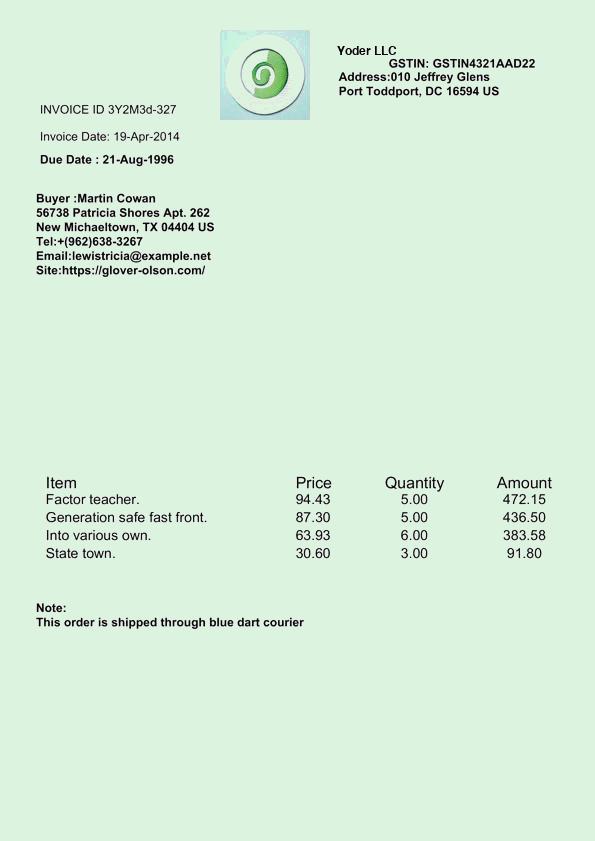 Yoder LLC
GSTIN: GSTIN4321AAD22
Address:010 Jeffrey Glens
Port Toddport, DC 16594 US
INVOICE ID 3Y2M3d-327
Invoice Date: 19-Apr-2014
Due Date : 21-Aug-1996
Buyer :Martin Cowan
56738 Patricia Shores Apt. 262
New Michaeltown, TX 04404 US
Tel:+(962)638-3267
Email:lewistricia@example.net
Site:https://glover-olson.com/
Item Price Quantity Amount
Factor teacher. 94.43 5.00 472.15
Generation safe fast front. 87.30 5.00 436.50
Into various own. 63.93 6.00 383.58
State town. 30.60 3.00 91.80
Note:
This order is shipped through blue dart courier